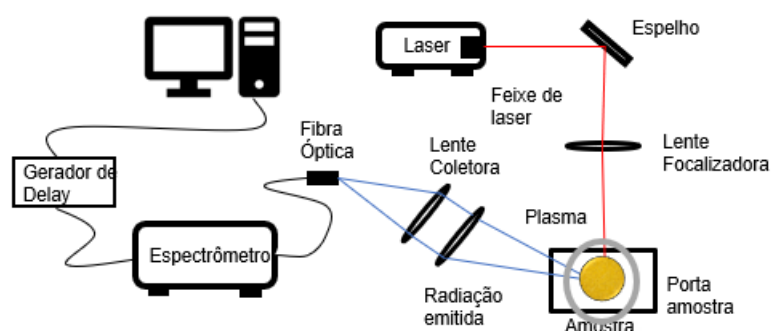 Espelho
Laser
Feixe de
laser
Fibra
Óptica
Lente
Coletora
Lente
Focalizadora
Gerador de
Delay
Plasma
Espectrômetro
Radiação
emitida
Porta
amostra
Amostra